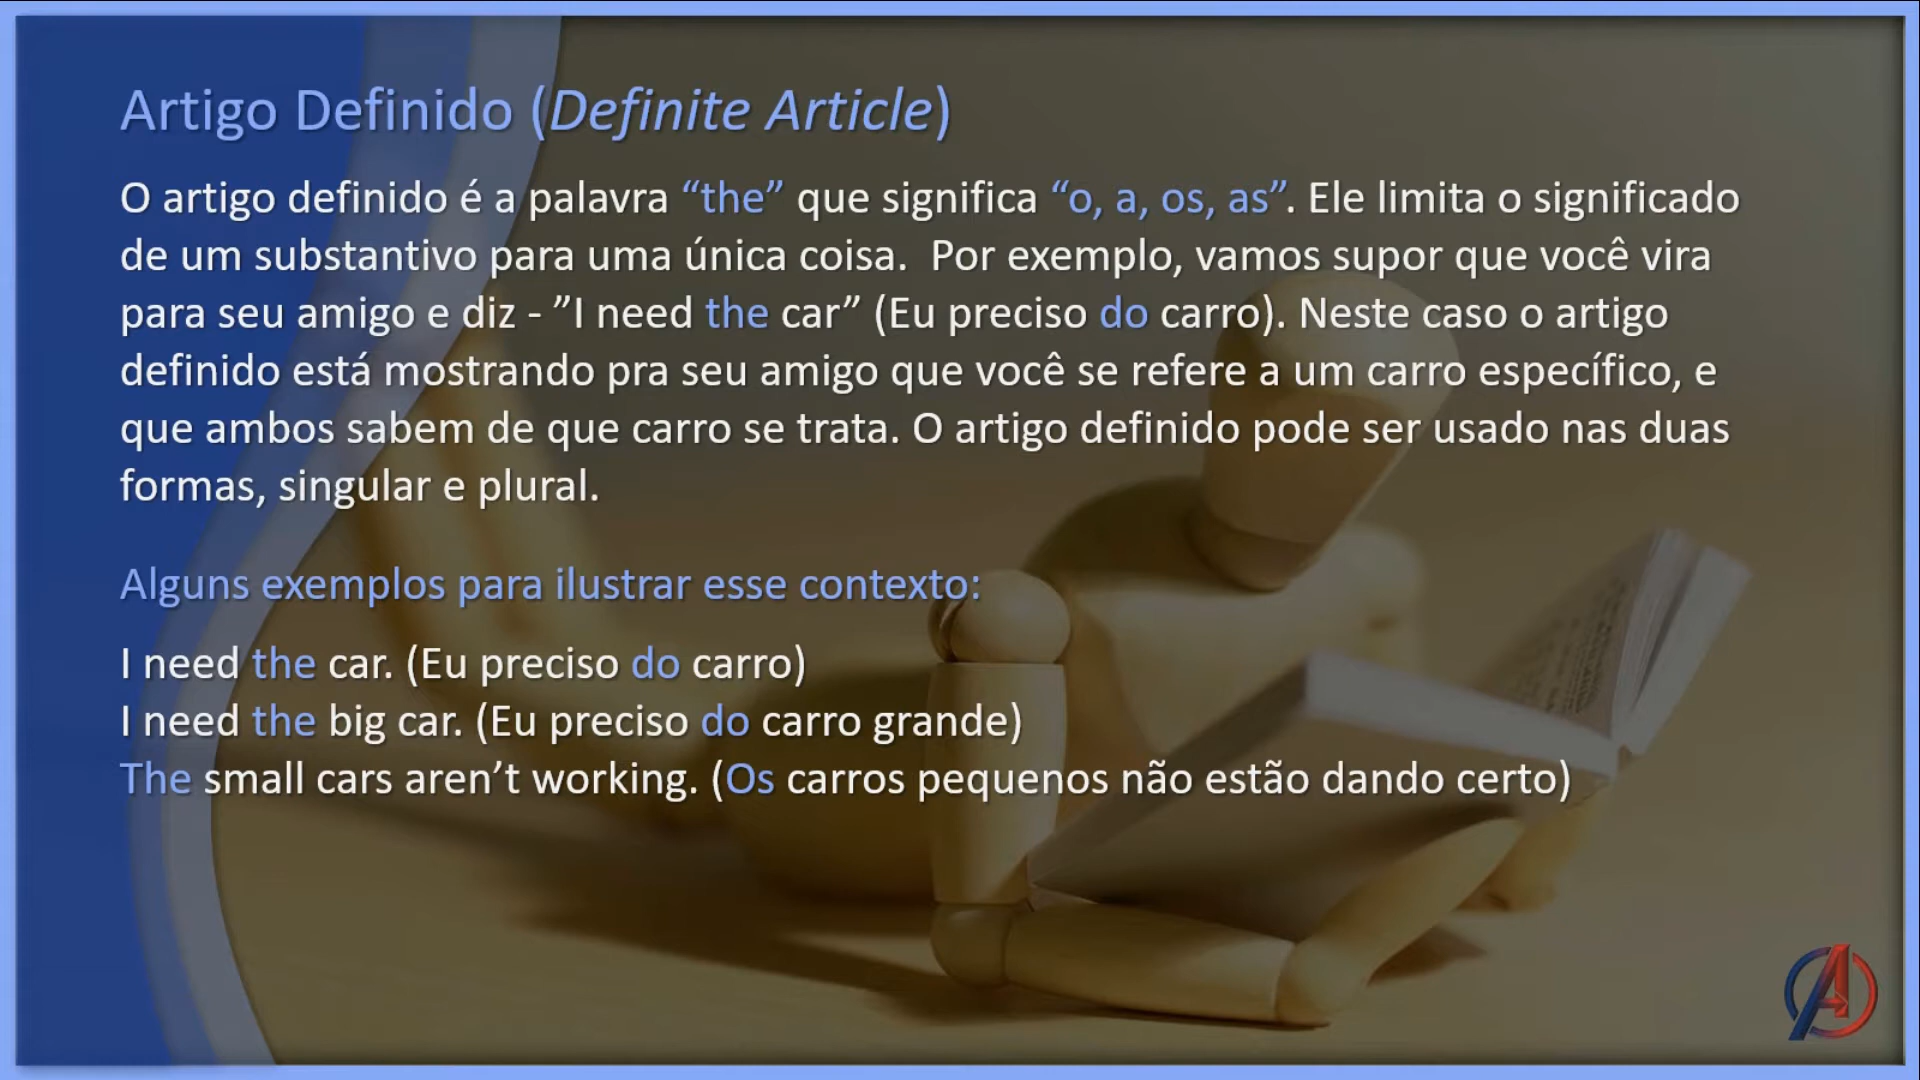 Artigo Definido (Definite Article)
O artigo definido é a palavra “the” que significa “o, a, os, as”. Ele limita o significado
de um substantivo para uma única coisa.  Por exemplo, vamos supor que você vira
para seu amigo e diz - ”I need the car” (Eu preciso do carro). Neste caso o artigo
definido está mostrando pra seu amigo que você se refere a um carro específico, e
que ambos sabem de que carro se trata. O artigo definido pode ser usado nas duas
formas, singular e plural.
Alguns exemplos para ilustrar esse contexto:
I need the car. (Eu preciso do carro)
I need the big car. (Eu preciso do carro grande)
The small cars aren’t working. (Os carros pequenos não estão dando certo)